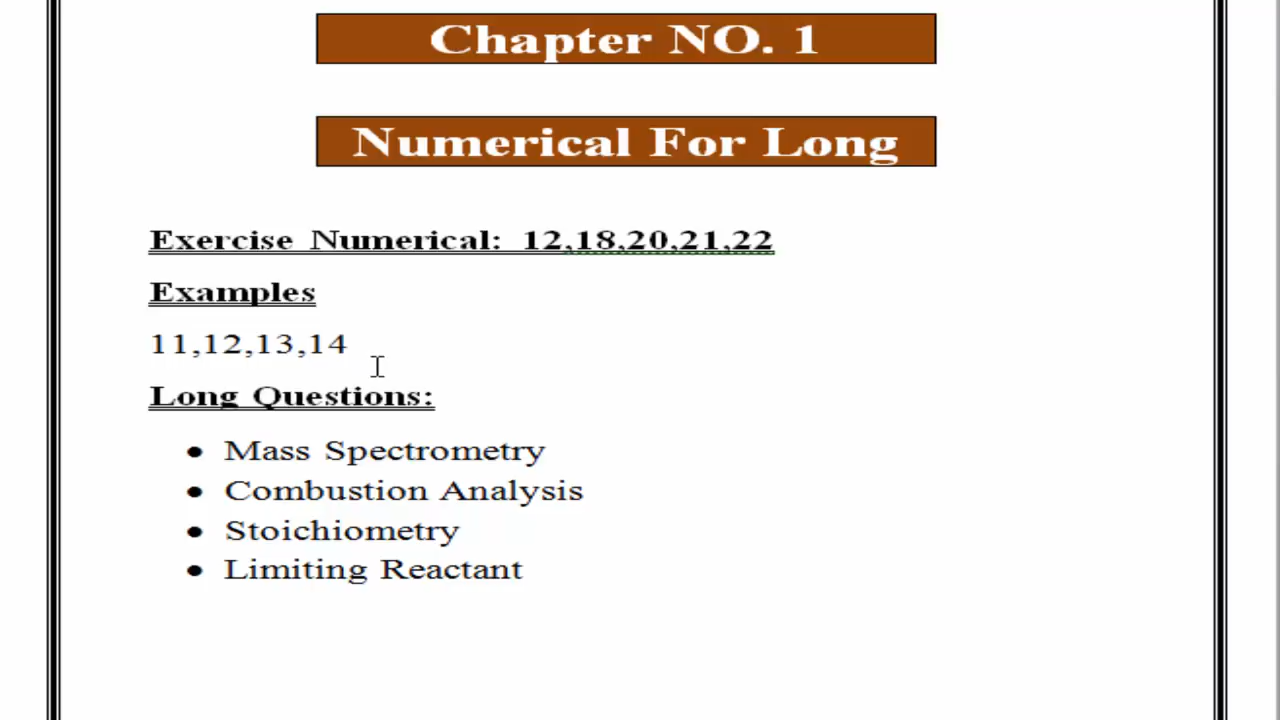 Chapter NO. 1
Numerical For Long
Exercise Numerical: 12,18,20,21,22
Examples
11,12,13,14
Long Questions:
• Mass Spectrometry
• Combustion Analysis
• Stoichiometry
• Limiting Reactant